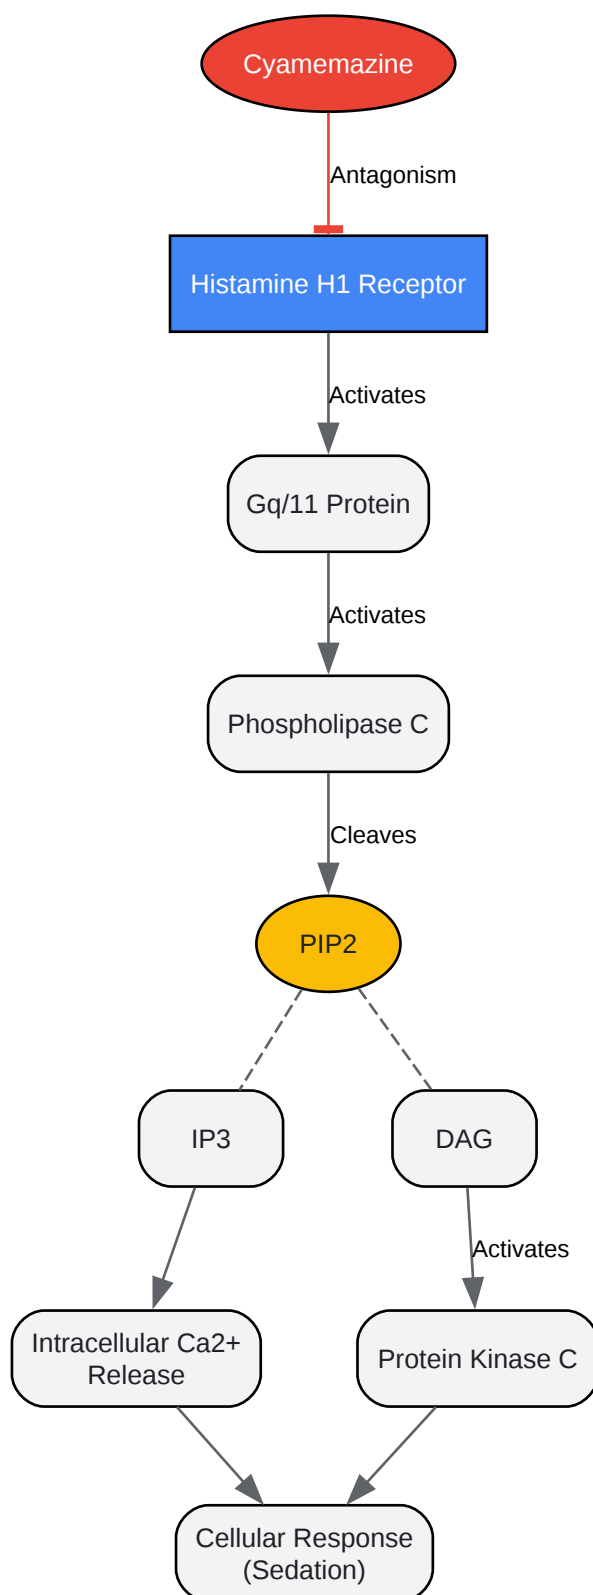 Cyamemazine
Antagonism
Histamine H1 Receptor
Activates
Gq/11 Protein
Activates
Phospholipase C
Cleaves
PIP2
IP3
DAG
Activates
Intracellular Ca2+
Release
Protein Kinase C
Cellular Response
(Sedation)